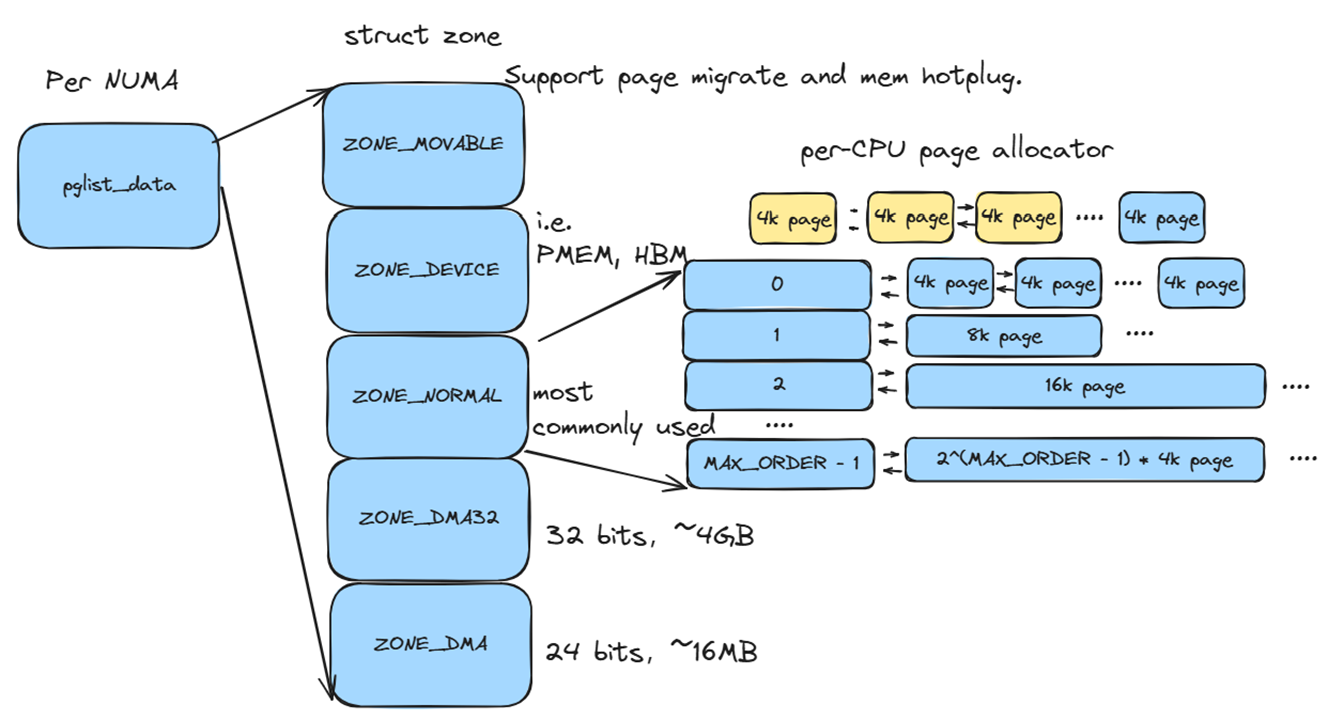 struct zone
Per NUMA
Support page migrate and mem hotplug.
pglist_data
ZONE_MOVABLE
per-CPU page allocator
4k page 4k page 4k page .... 4k page
i.e.
PMEM, HBM
ZONE_DEVICE
0 4k page 4k page .... 4k page
1 8k page ....
2 16k page ....
....
MAX_ORDER - 1 2^(MAX_ORDER - 1) * 4k page ....
ZONE_NORMAL
most
commonly used
ZONE_DMA32
32 bits, ~4GB
ZONE_DMA
24 bits, ~16MB